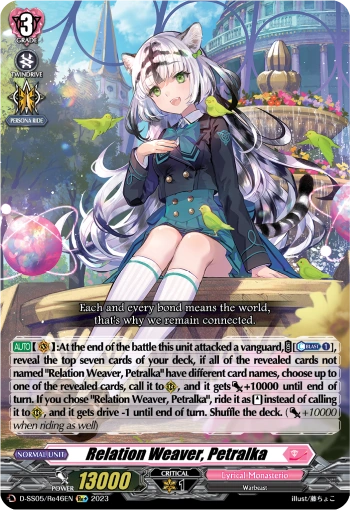 3
GRADE
TWINDRIVE
PERSONA RIDE
Each and every bond means the world,
that's why we remain connected.
AUTO :At the end of the battle this unit attacked a vanguard, BLAST 1,
reveal the top seven cards of your deck, if all of the revealed cards not
named "Relation Weaver, Petralka" have different card names, choose up to
one of the revealed cards, call it to , and it gets +10000 until end of
turn. If you chose "Relation Weaver, Petralka", ride it as instead of calling
it to , and it gets drive -1 until end of turn. Shuffle the deck. ( +10000
when riding as well)
NORMAL UNIT
Relation Weaver, Petralka
Lyrical Monasterio
POWER 13000
CRITICAL 1
Warbeast
D-SS05/Re46EN 2023 illust/藤ちょこ